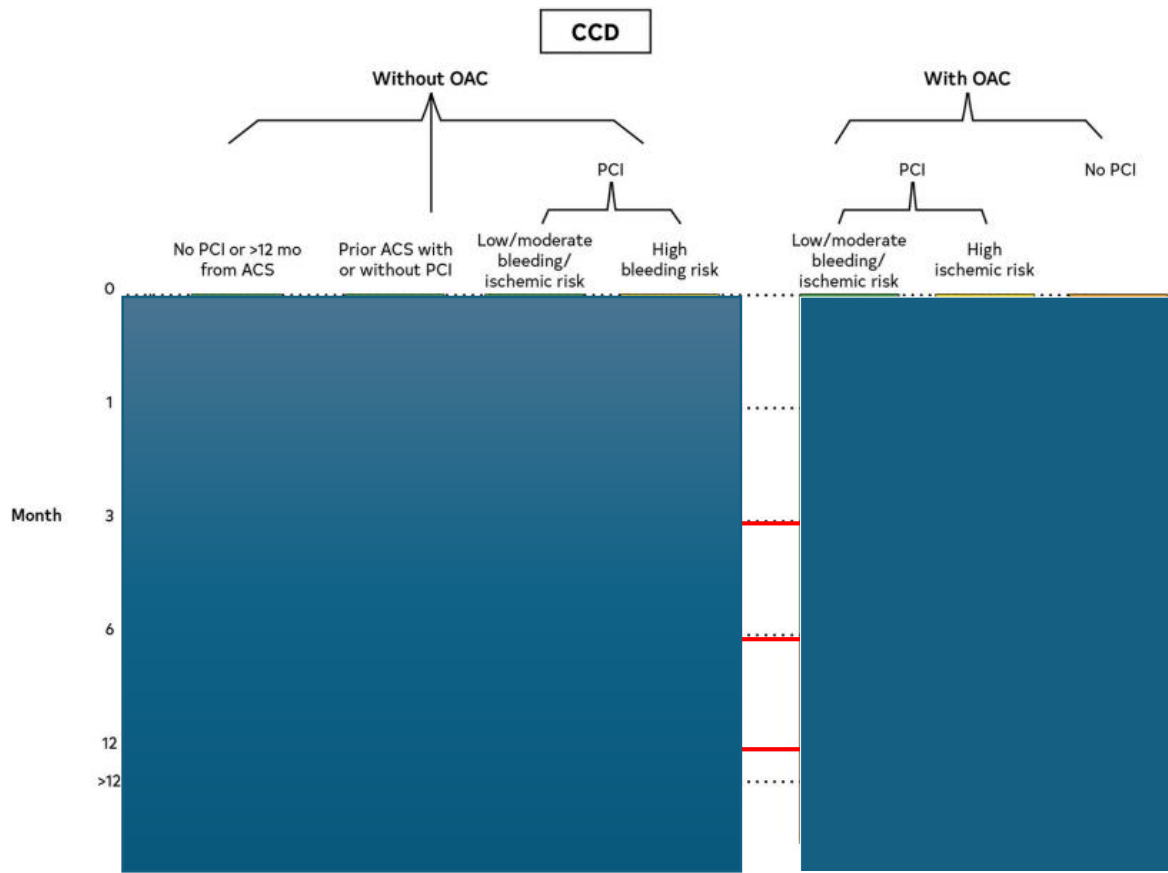 CCD
Without OAC
With OAC
PCI
PCI
No PCI
No PCI or >12 mo
from ACS
Prior ACS with
or without PCI
Low/moderate
bleeding/
ischemic risk
High
bleeding risk
Low/moderate
bleeding/
ischemic risk
High
ischemic risk
0
1
Month
3
6
12
>12